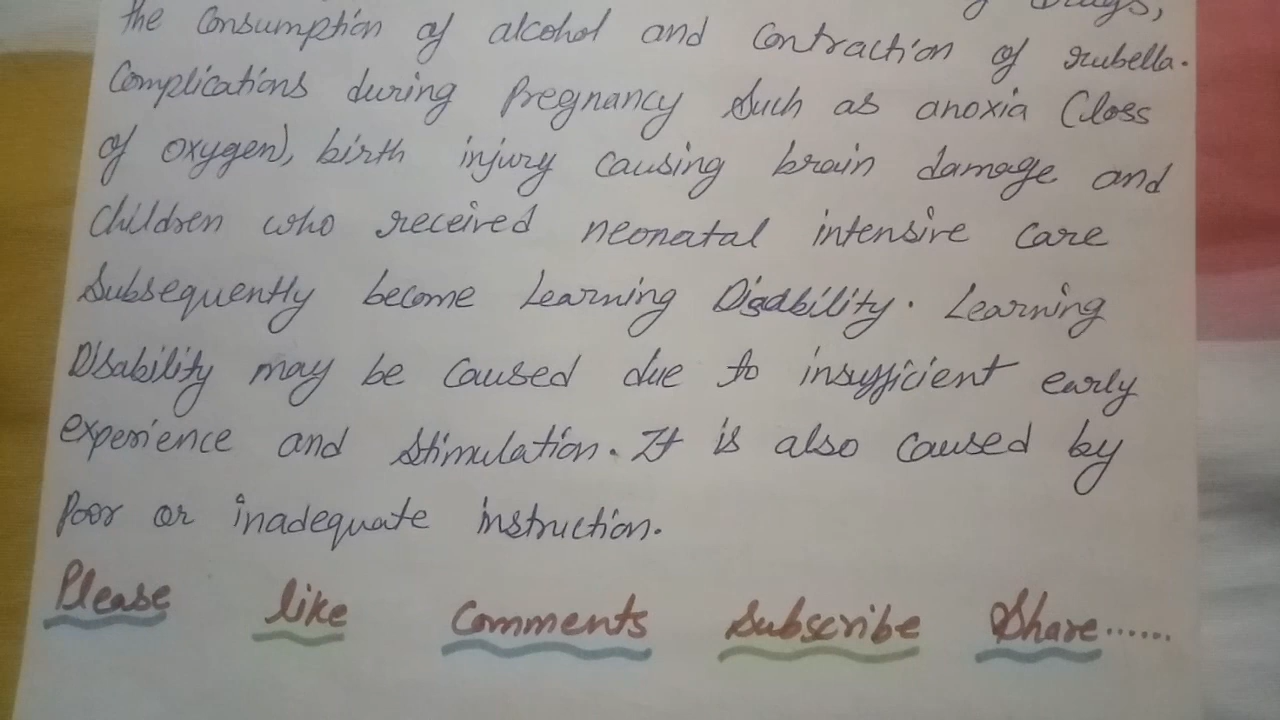 Drugs,
the Consumption of alcohol and Contraction of rubella.
Complications during Pregnancy Such as anoxia (loss
of oxygen), birth injury causing brain damage and
Children who received neonatal intensive care
Subsequently become Learning Disability. Learning
Disability may be caused due to insufficient early
experience and Stimulation. It is also caused by
Poor or inadequate instruction.
Please like Comments Subscribe Share......